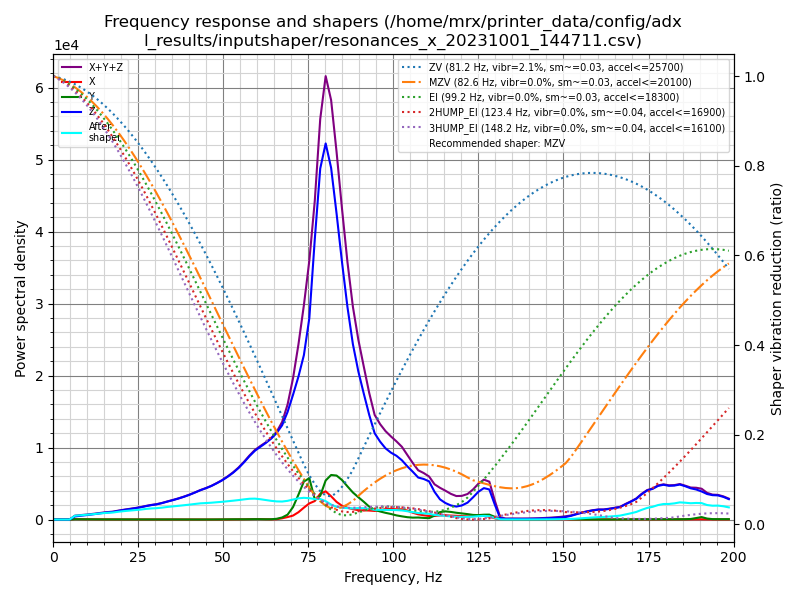 Frequency response and shapers (/home/mrx/printer_data/config/adx
l_results/inputshaper/resonances_x_20231001_144711.csv)
1e4
X+Y+Z
X
Y
Z
After
shaper
ZV (81.2 Hz, vibr=2.1%, sm~=0.03, accel<=25700)
MZV (82.6 Hz, vibr=0.0%, sm~=0.03, accel<=20100)
EI (99.2 Hz, vibr=0.0%, sm~=0.03, accel<=18300)
2HUMP_EI (123.4 Hz, vibr=0.0%, sm~=0.04, accel<=16900)
3HUMP_EI (148.2 Hz, vibr=0.0%, sm~=0.04, accel<=16100)
Recommended shaper: MZV
Power spectral density
6
5
4
3
2
1
0
1.0
0.8
0.6
0.4
0.2
0.0
Shaper vibration reduction (ratio)
0 25 50 75 100 125 150 175 200
Frequency, Hz